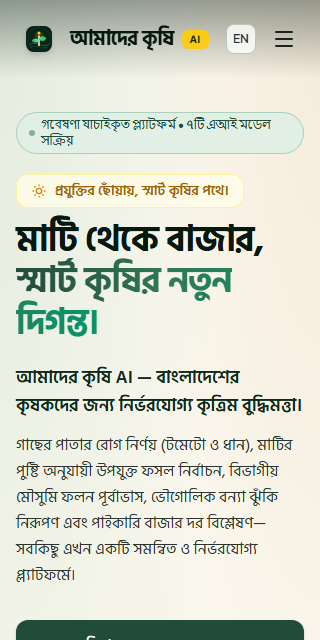 আমাদের কৃষি AI EN
গবেষণা যাচাইকৃত প্ল্যাটফর্ম • ৭টি এআই মডেল
সক্রিয়
প্রযুক্তির ছোঁয়ায়, স্মার্ট কৃষির পথে।
মাটি থেকে বাজার,
স্মার্ট কৃষির নতুন
দিগন্ত।
আমাদের কৃষি AI — বাংলাদেশের
কৃষকদের জন্য নির্ভরযোগ্য কৃত্রিম বুদ্ধিমত্তা।
গাছের পাতার রোগ নির্ণয় (টমেটো ও ধান), মাটির
পুষ্টি অনুযায়ী উপযুক্ত ফসল নির্বাচন, বিভাগীয়
মৌসুমি ফলন পূর্বাভাস, ভৌগোলিক বন্যা ঝুঁকি
নিরূপণ এবং পাইকারি বাজার দর বিশ্লেষণ—
সবকিছু এখন একটি সমন্বিত ও নির্ভরযোগ্য
প্ল্যাটফর্মে।